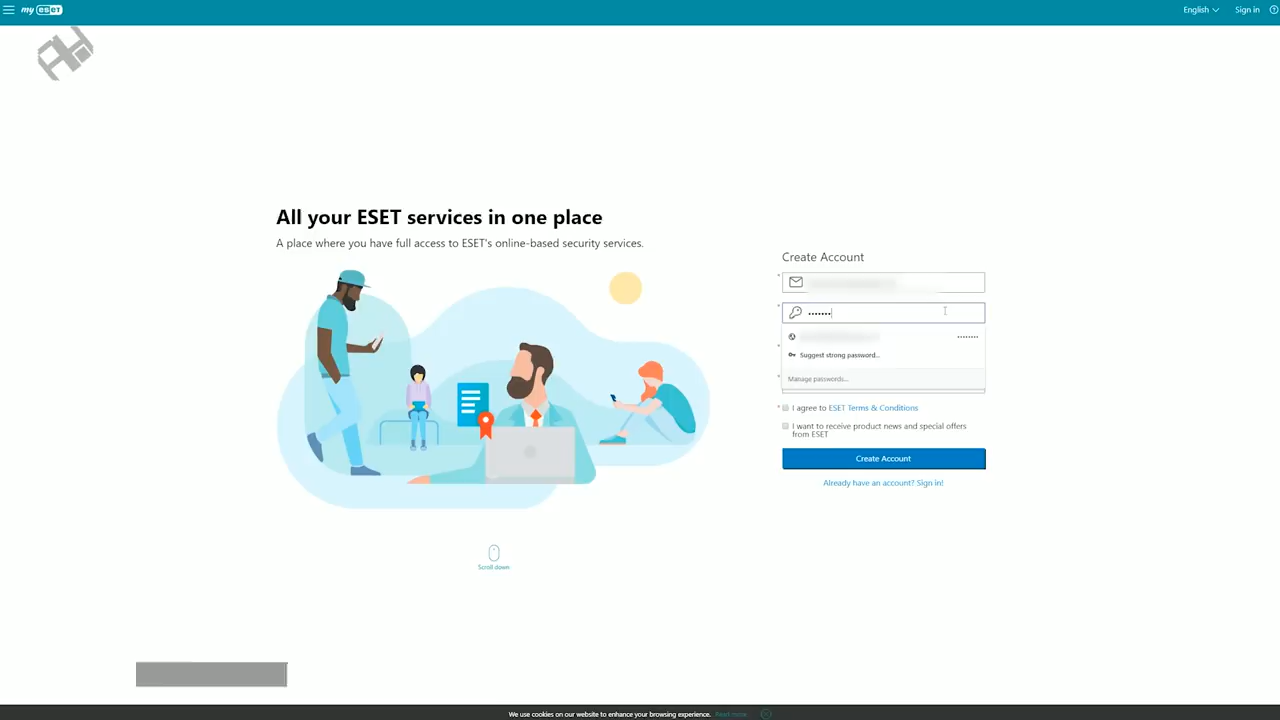 my eset
English
Sign in
All your ESET services in one place
A place where you have full access to ESET's online-based security services.
Create Account
Suggest strong password...
Manage passwords...
I agree to ESET Terms & Conditions
I want to receive product news and special offers
from ESET
Create Account
Already have an account? Sign in!
Scroll down
We use cookies on our website to enhance your browsing experience. Read more